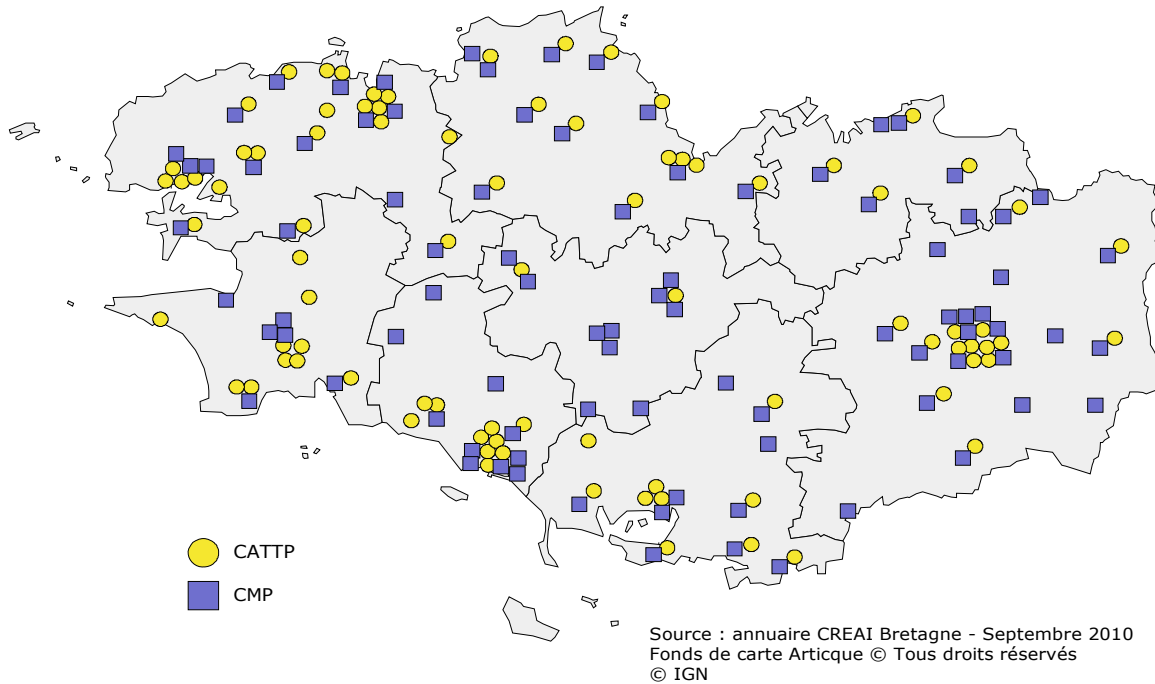 CATTP
CMP
Source : annuaire CREAI Bretagne - Septembre 2010
Fonds de carte Articque © Tous droits réservés
© IGN